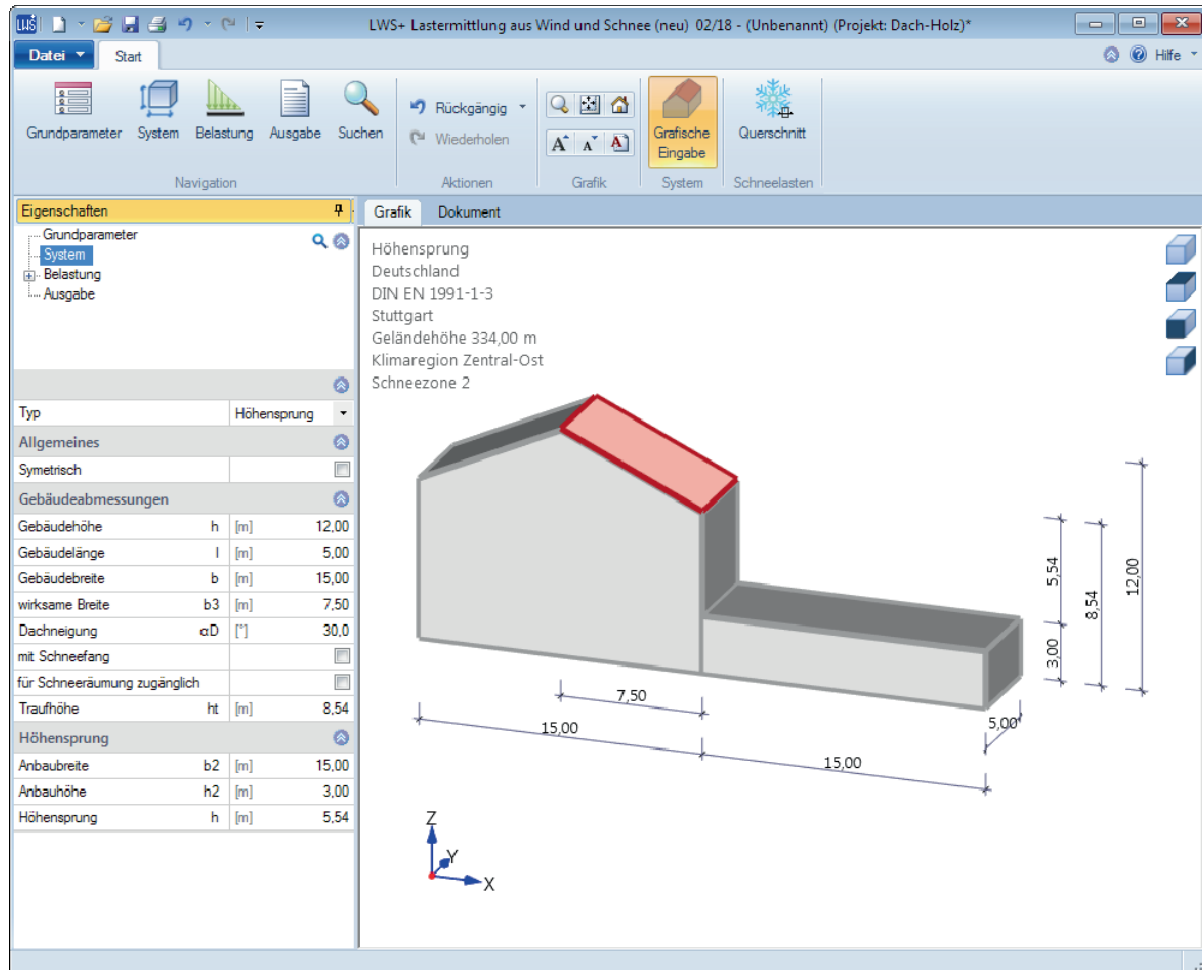 LWS LWS+ Lastermittlung aus Wind und Schnee (neu) 02/18 - (Unbenannt) (Projekt: Dach-Holz)*
Datei Start Hilfe
Grundparameter System Belastung Ausgabe Suchen
Rückgängig
Wiederholen
A A A
Grafische Eingabe
Querschnitt
Navigation Aktionen Grafik System Schneelasten
Eigenschaften
Grundparameter
System
Belastung
Ausgabe
Typ Höhensprung
Allgemeines
Symetrisch
Gebäudeabmessungen
Gebäudehöhe h [m] 12,00
Gebäudelänge l [m] 5,00
Gebäudebreite b [m] 15,00
wirksame Breite b3 [m] 7,50
Dachneigung αD [°] 30,0
mit Schneefang
für Schneeräumung zugänglich
Traufhöhe ht [m] 8,54
Höhensprung
Anbaubreite b2 [m] 15,00
Anbauhöhe h2 [m] 3,00
Höhensprung h [m] 5,54
Grafik Dokument
Höhensprung
Deutschland
DIN EN 1991-1-3
Stuttgart
Geländehöhe 334,00 m
Klimaregion Zentral-Ost
Schneezone 2
5,54
3,00
8,54
12,00
7,50
15,00
15,00
5,00
Z
Y
X